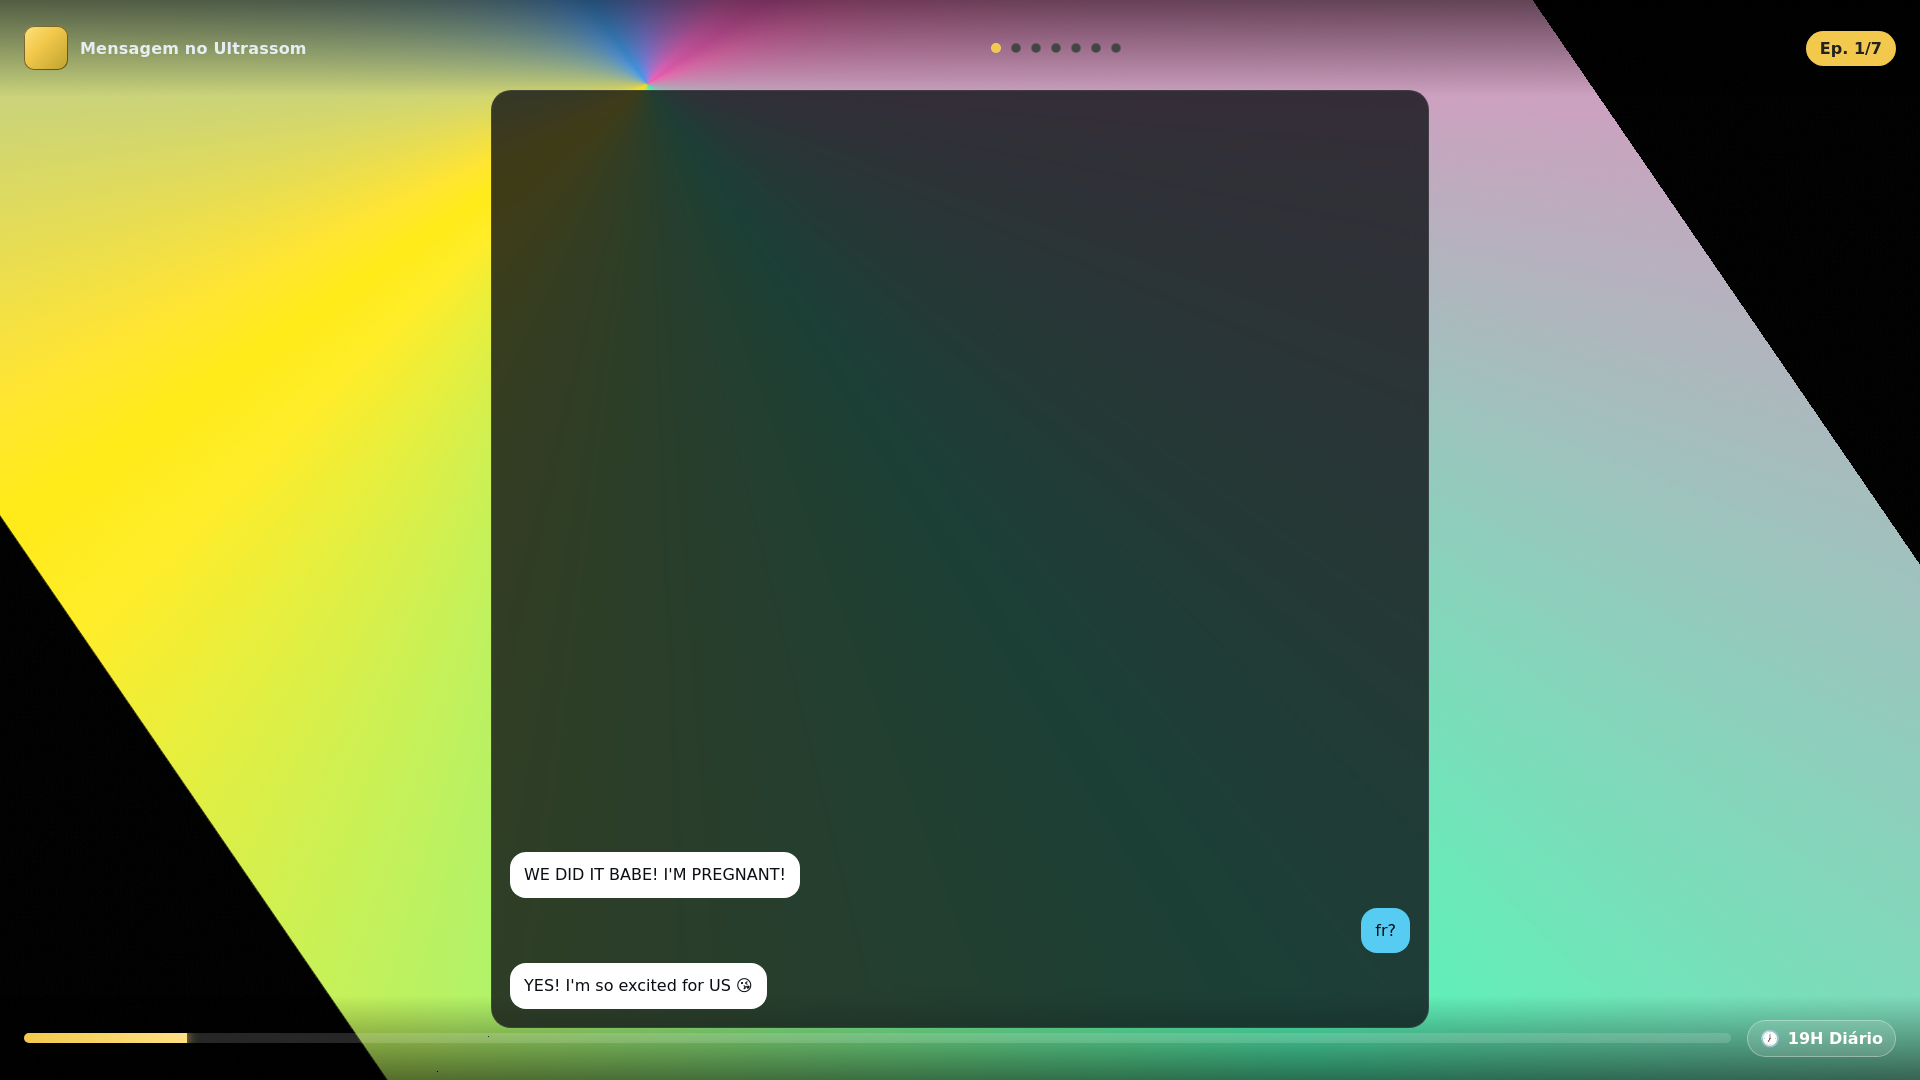 Mensagem no Ultrassom
Ep. 1/7
WE DID IT BABE! I'M PREGNANT!
fr?
YES! I'm so excited for US 😘
19H Diário